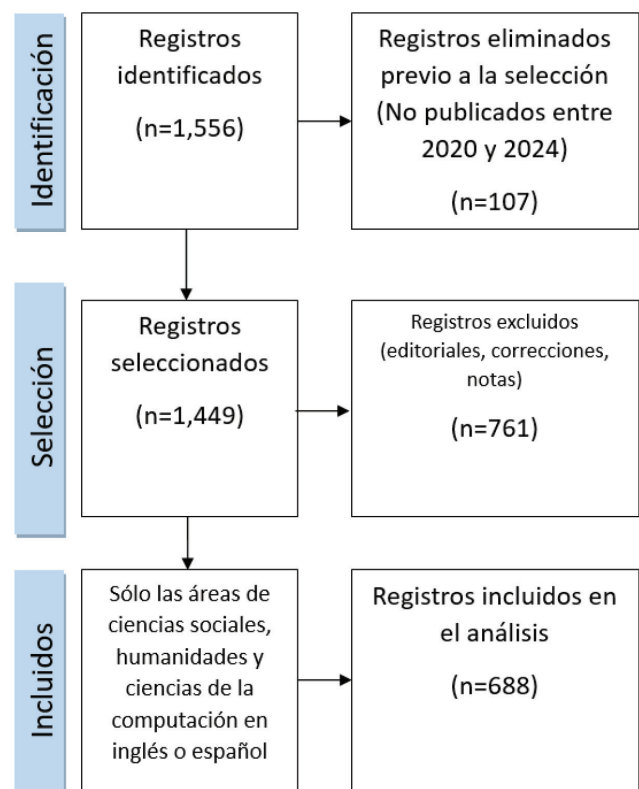 Identificación
Registros
identificados
(n=1,556)
Registros eliminados
previo a la selección
(No publicados entre
2020 y 2024)
(n=107)
Selección
Registros
seleccionados
(n=1,449)
Registros excluidos
(editoriales, correcciones,
notas)
(n=761)
Incluidos
Sólo las áreas de
ciencias sociales,
humanidades y
ciencias de la
computación en
inglés o español
Registros incluidos en
el análisis
(n=688)